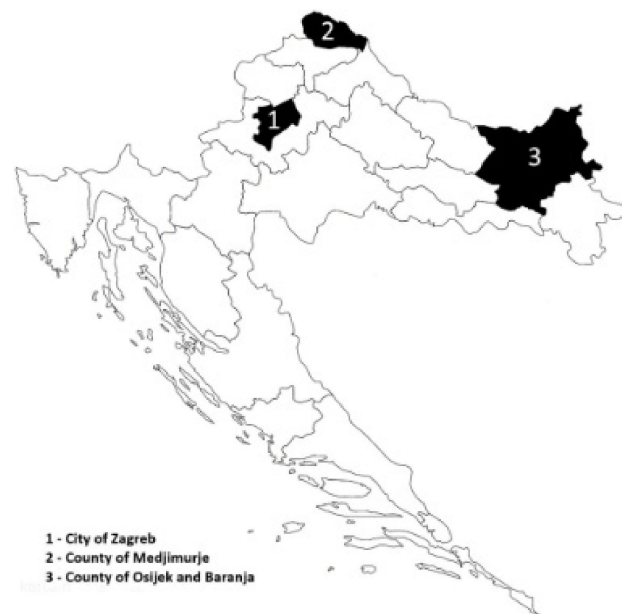 2
1
3
1 - City of Zagreb
2 - County of Medjimurje
3 - County of Osijek and Baranja